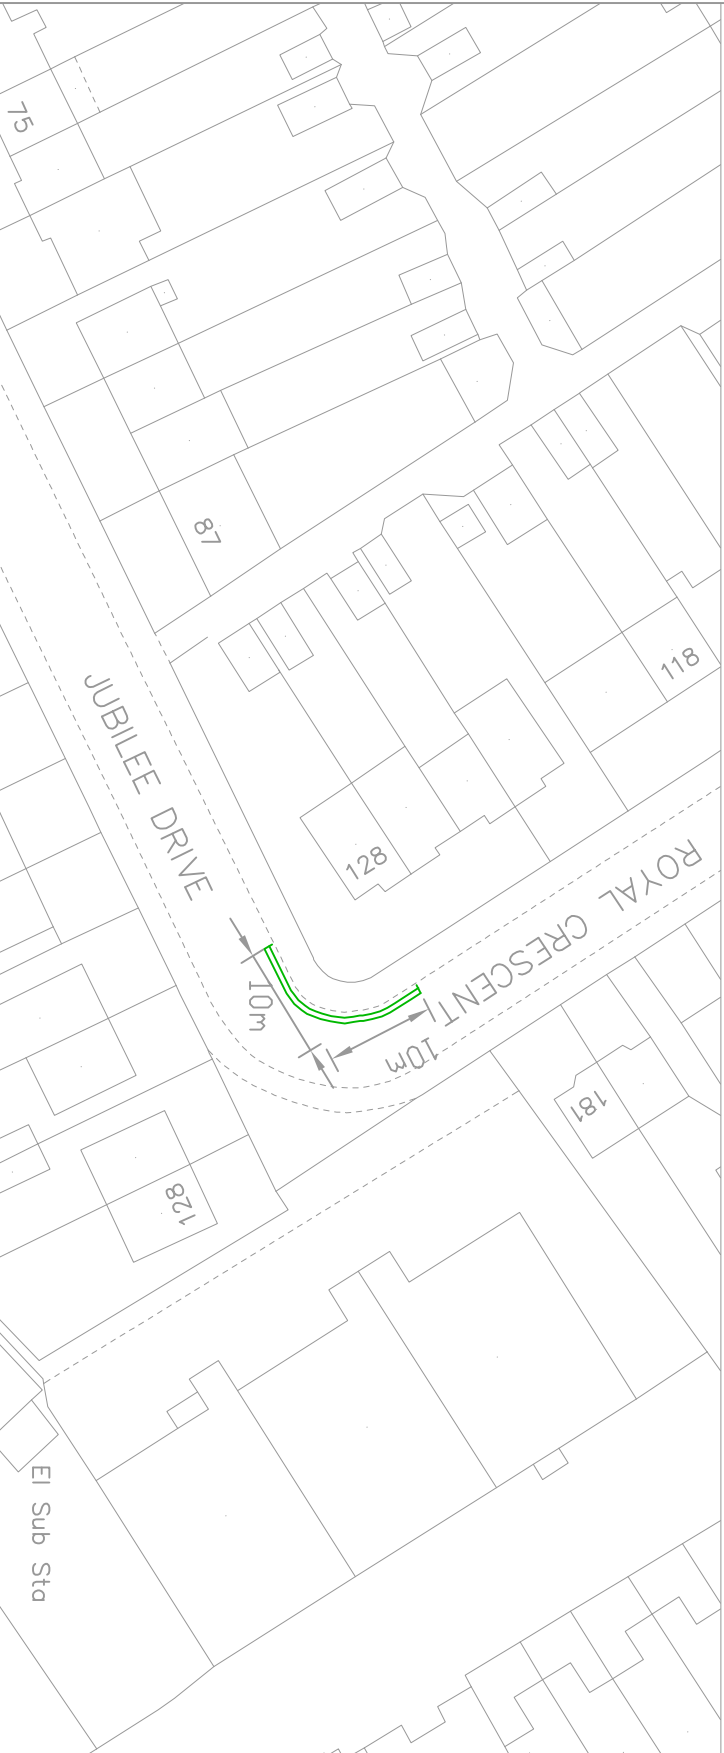 75
87
118
JUBILEE DRIVE
128
ROYAL CRESCENT
10m
10m
181
128
El Sub Sta